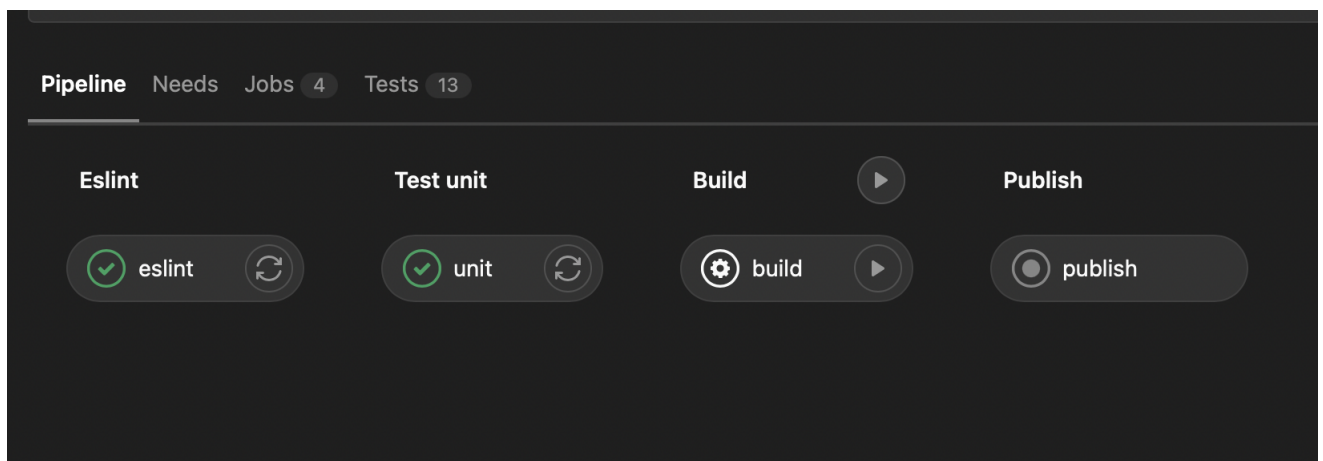 Pipeline Needs Jobs 4 Tests 13
Eslint Test unit Build Publish
eslint unit build publish